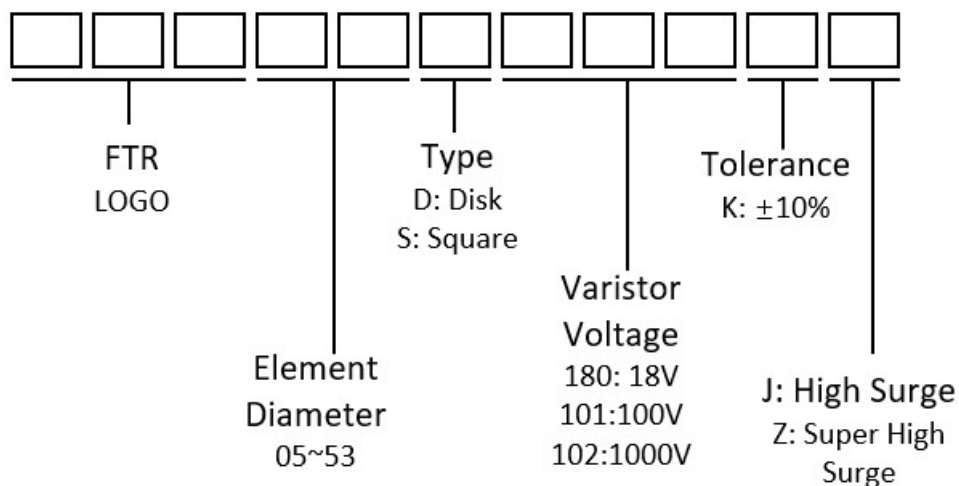 FTR
LOGO
Element
Diameter
05~53
Type
D: Disk
S: Square
Varistor
Voltage
180: 18V
101:100V
102:1000V
Tolerance
K: ±10%
J: High Surge
Z: Super High
Surge